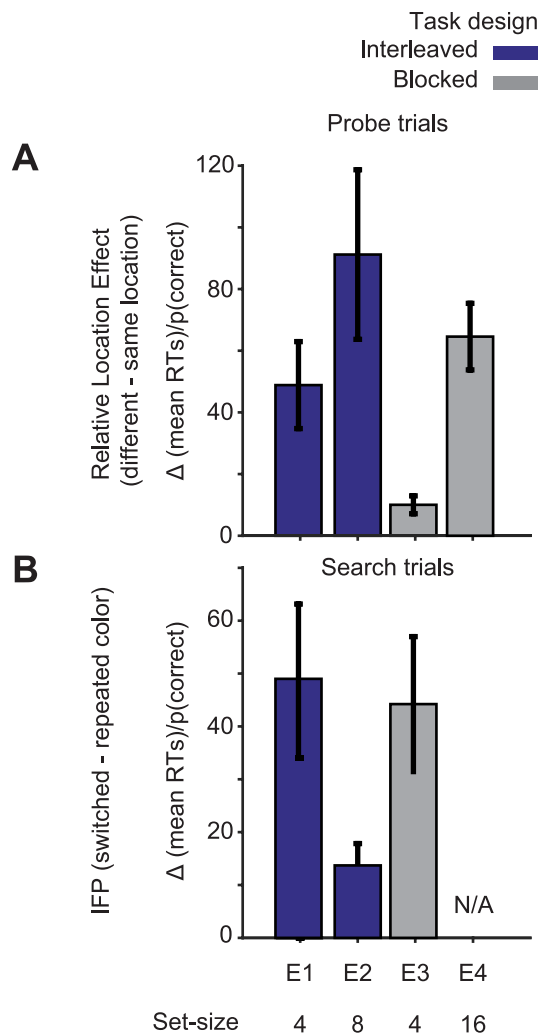 Task design
Interleaved
Blocked
Probe trials
A
Relative Location Effect
(different - same location)
Δ (mean RTs)/p(correct)
120
80
40
0
B
Search trials
IFP (switched - repeated color)
Δ (mean RTs)/p(correct)
60
40
20
0
N/A
E1 E2 E3 E4
Set-size 4 8 4 16